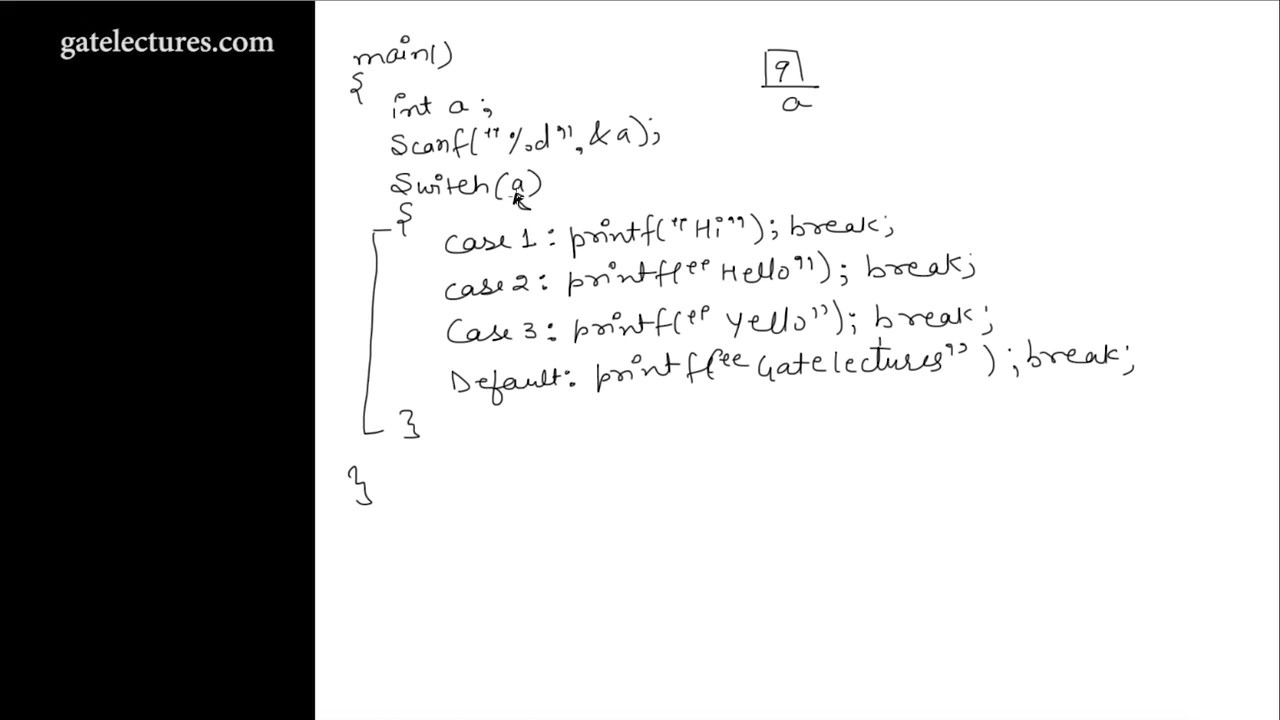 gatelectures.com
main()
{
int a;
Scanf("%d", &a);
Switch(a)
{
case 1: printf("Hi"); break;
case 2: printf("Hello"); break;
Case 3: printf("Yello"); break;
Default: printf("Gatelectures"); break;
}
}
9
a